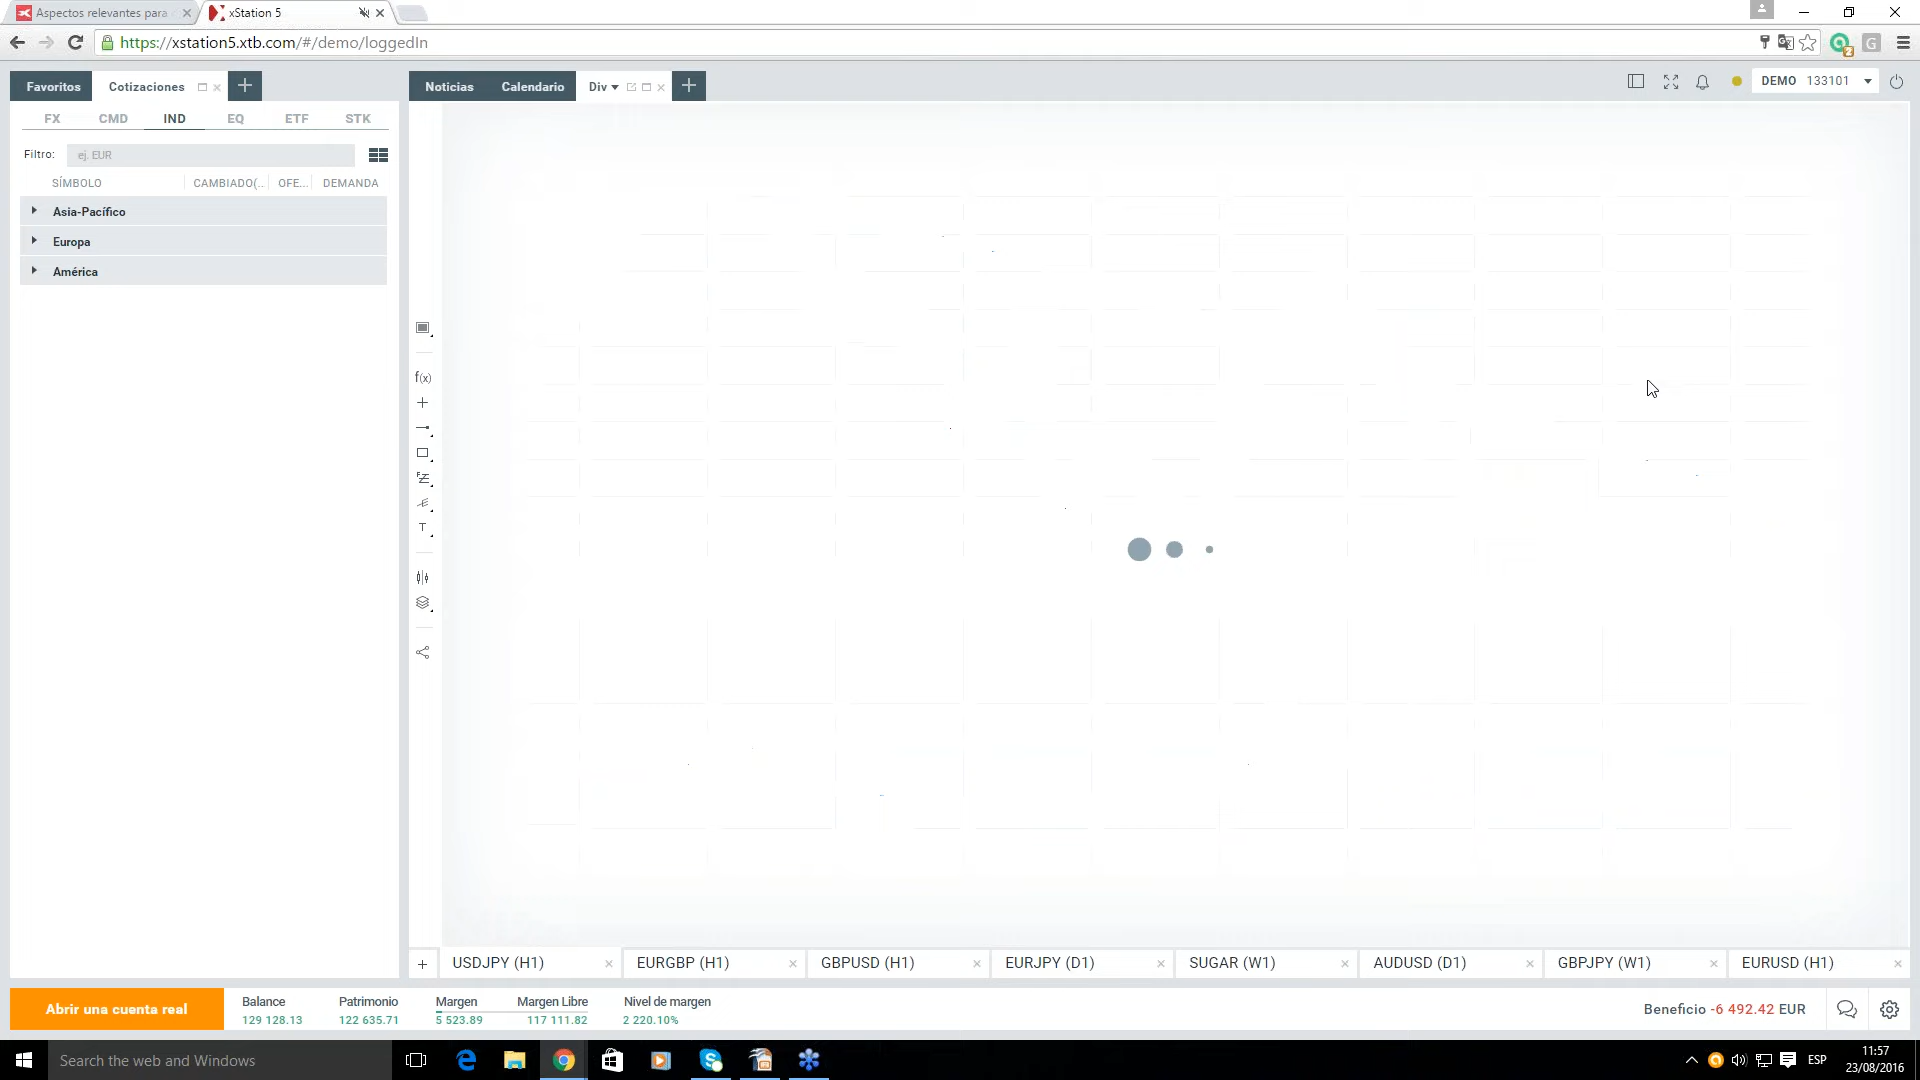 Aspectos relevantes para
xStation 5
https://xstation5.xtb.com/#/demo/loggedIn
Favoritos
Cotizaciones
Noticias
Calendario
Div
DEMO 133101
FX
CMD
IND
EQ
ETF
STK
Filtro:
ej. EUR
SÍMBOLO
CAMBIADO(..
OFE...
DEMANDA
Asia-Pacífico
Europa
América
f(x)
T
USDJPY (H1)
EURGBP (H1)
GBPUSD (H1)
EURJPY (D1)
SUGAR (W1)
AUDUSD (D1)
GBPJPY (W1)
EURUSD (H1)
Abrir una cuenta real
Balance
129 128.13
Patrimonio
122 635.71
Margen
5 523.89
Margen Libre
117 111.82
Nivel de margen
2 220.10%
Beneficio -6 492.42 EUR
Search the web and Windows
ESP
11:57
23/08/2016